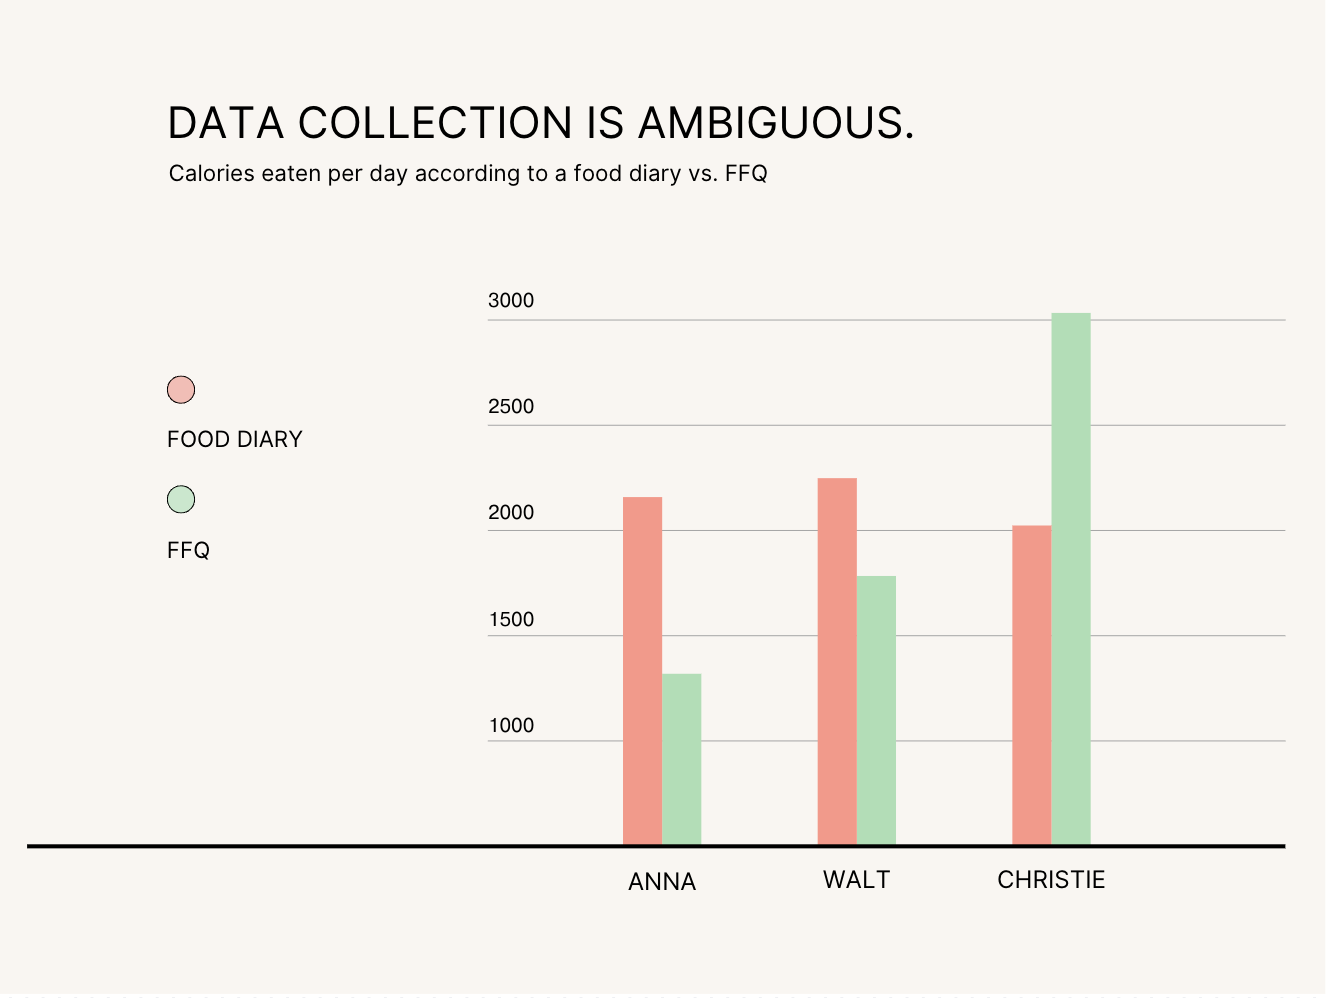 DATA COLLECTION IS AMBIGUOUS.
Calories eaten per day according to a food diary vs. FFQ
FOOD DIARY
FFQ
3000
2500
2000
1500
1000
ANNA
WALT
CHRISTIE